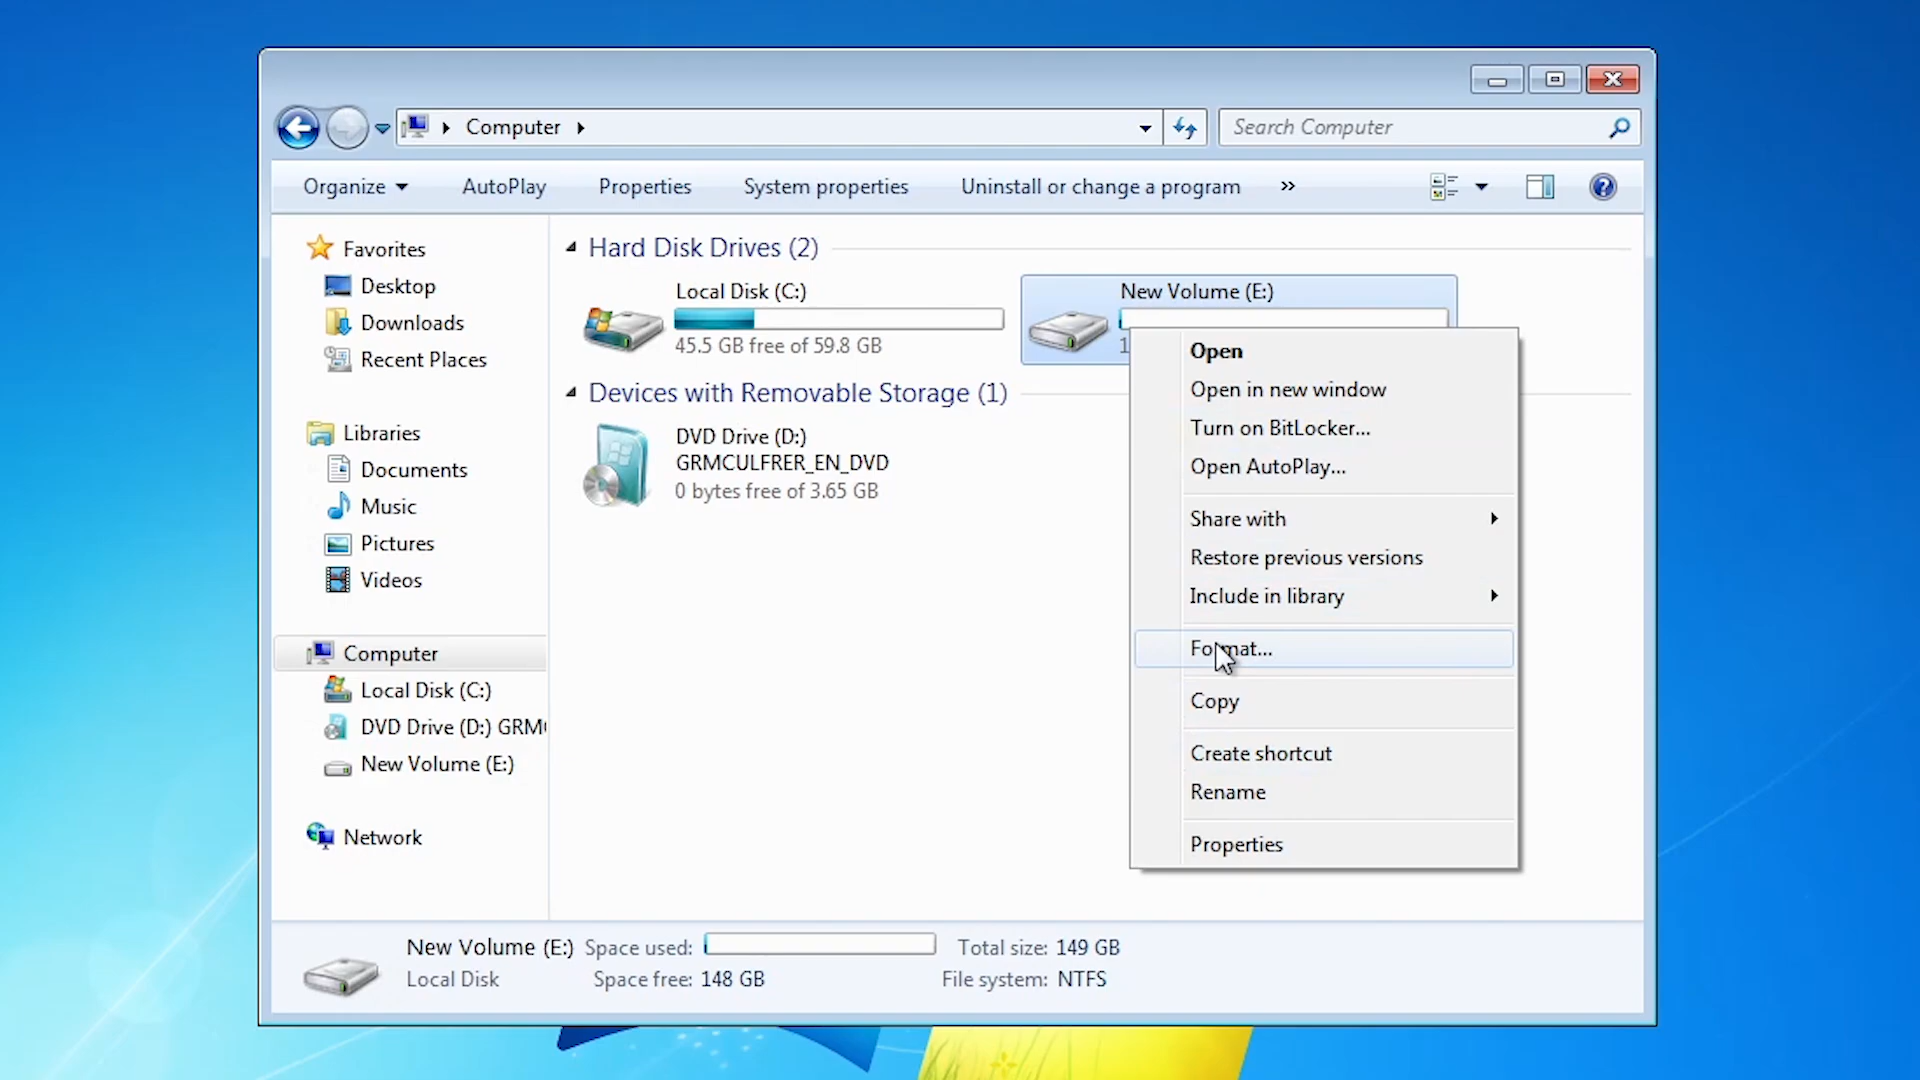 Computer
Search Computer
Organize
AutoPlay
Properties
System properties
Uninstall or change a program
»
Favorites
Desktop
Downloads
Recent Places
Libraries
Documents
Music
Pictures
Videos
Computer
Local Disk (C:)
DVD Drive (D:) GRM
New Volume (E:)
Network
Hard Disk Drives (2)
Local Disk (C:)
45.5 GB free of 59.8 GB
New Volume (E:)
1
Devices with Removable Storage (1)
DVD Drive (D:)
GRMCULFRER_EN_DVD
0 bytes free of 3.65 GB
Open
Open in new window
Turn on BitLocker...
Open AutoPlay...
Share with
Restore previous versions
Include in library
Format...
Copy
Create shortcut
Rename
Properties
New Volume (E:) Space used: Total size: 149 GB
Local Disk Space free: 148 GB File system: NTFS